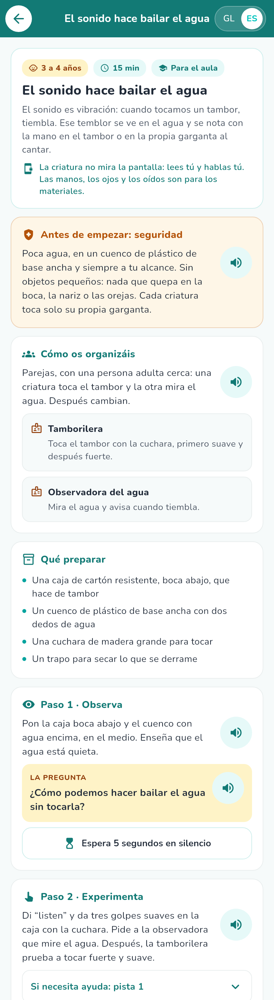 El sonido hace bailar el agua
GL
ES
3 a 4 años
15 min
Para el aula
El sonido hace bailar el agua
El sonido es vibración: cuando tocamos un tambor,
tiembla. Ese temblor se ve en el agua y se nota con
la mano en el tambor o en la propia garganta al
cantar.
La criatura no mira la pantalla: lees tú y hablas tú.
Las manos, los ojos y los oídos son para los
materiales.
Antes de empezar: seguridad
Poca agua, en un cuenco de plástico de
base ancha y siempre a tu alcance. Sin
objetos pequeños: nada que quepa en la
boca, la nariz o las orejas. Cada criatura
toca solo su propia garganta.
Cómo os organizáis
Parejas, con una persona adulta cerca: una
criatura toca el tambor y la otra mira el
agua. Después cambian.
Tamborilera
Toca el tambor con la cuchara, primero suave y
después fuerte.
Observadora del agua
Mira el agua y avisa cuando tiembla.
Qué preparar
Una caja de cartón resistente, boca abajo, que
hace de tambor
Un cuenco de plástico de base ancha con dos
dedos de agua
Una cuchara de madera grande para tocar
Un trapo para secar lo que se derrame
Paso 1 · Observa
Pon la caja boca abajo y el cuenco con
agua encima, en el medio. Enseña que el
agua está quieta.
LA PREGUNTA
¿Cómo podemos hacer bailar el agua
sin tocarla?
Espera 5 segundos en silencio
Paso 2 · Experimenta
Di “listen” y da tres golpes suaves en la
caja con la cuchara. Pide a la observadora
que mire el agua. Después, la tamborilera
prueba a tocar fuerte y suave.
Si necesita ayuda: pista 1